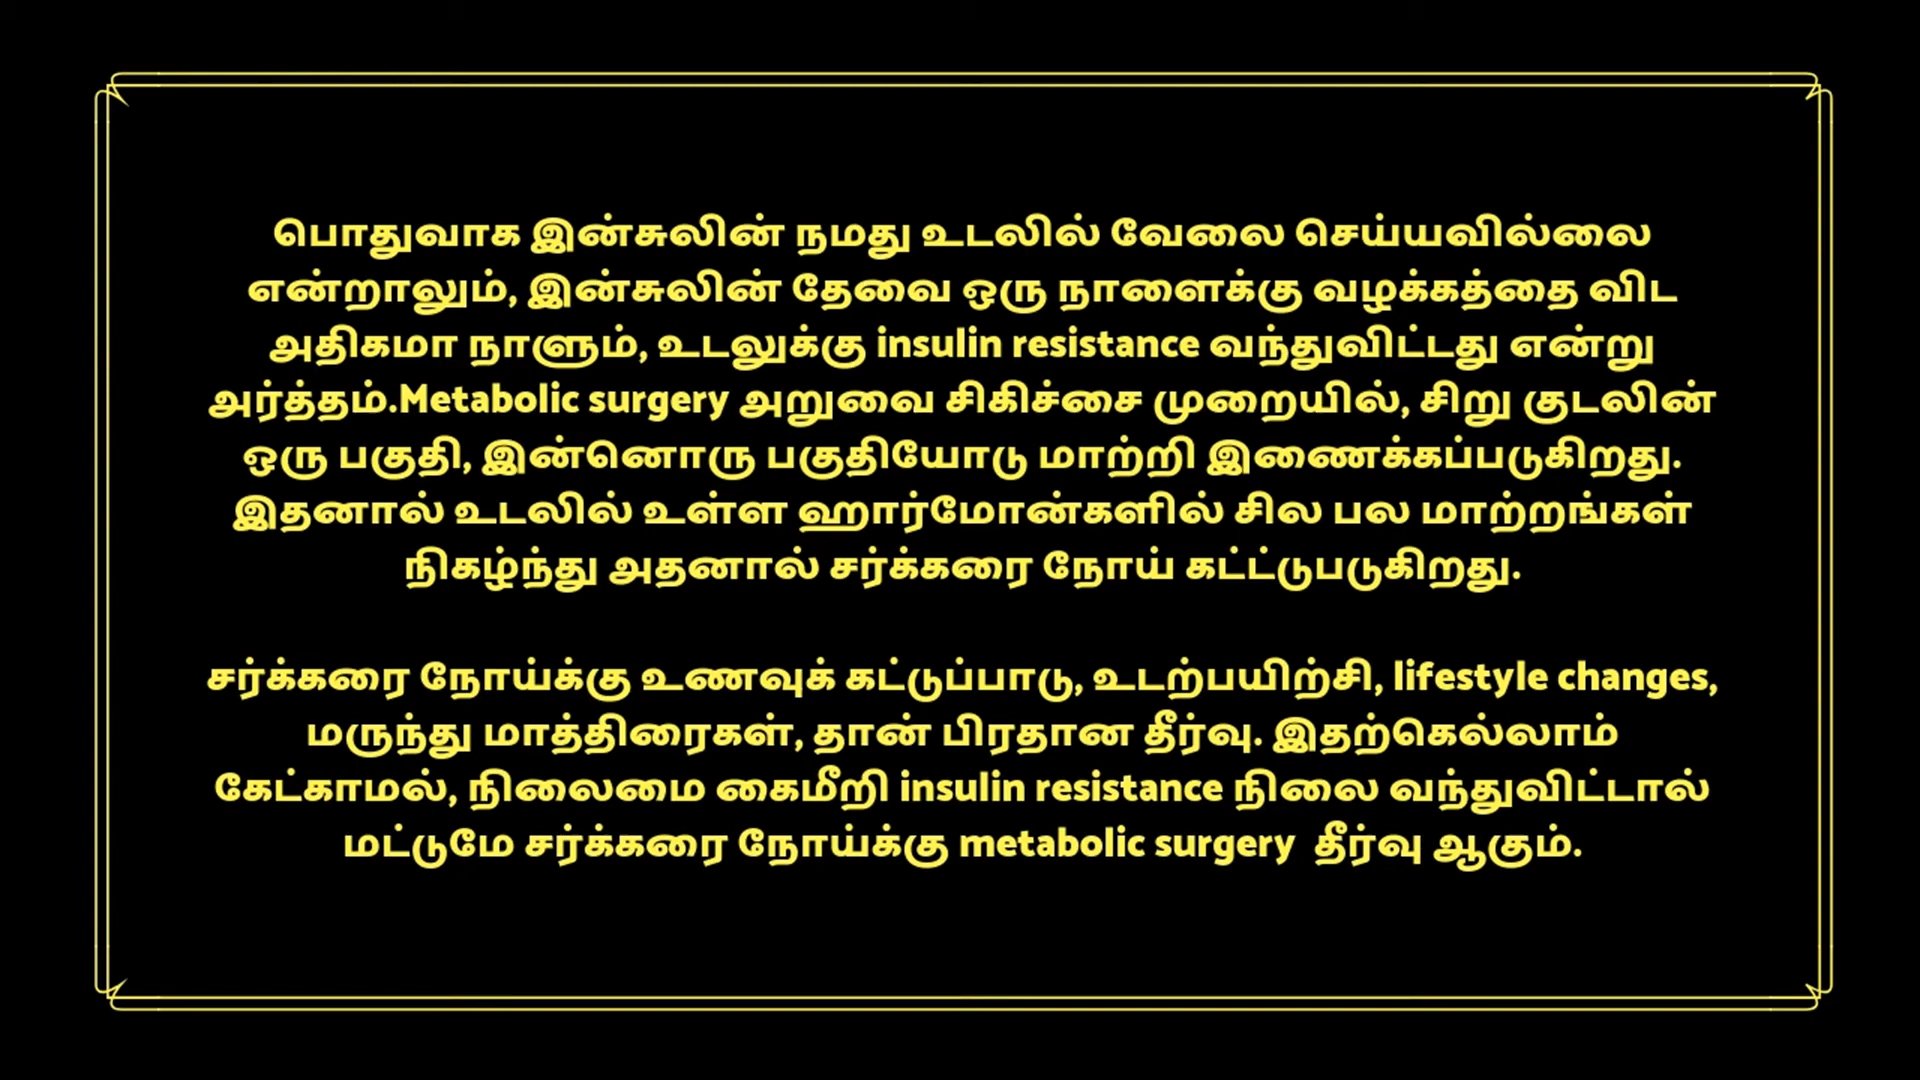 பொதுவாக இன்சுலின் நமது உடலில் வேலை செய்யவில்லை
என்றாலும், இன்சுலின் தேவை ஒரு நாளைக்கு வழக்கத்தை விட
அதிகமா நாளும், உடலுக்கு insulin resistance வந்துவிட்டது என்று
அர்த்தம்.Metabolic surgery அறுவை சிகிச்சை முறையில், சிறு குடலின்
ஒரு பகுதி, இன்னொரு பகுதியோடு மாற்றி இணைக்கப்படுகிறது.
இதனால் உடலில் உள்ள ஹார்மோன்களில் சில பல மாற்றங்கள்
நிகழ்ந்து அதனால் சர்க்கரை நோய் கட்ட்டுபடுகிறது.
சர்க்கரை நோய்க்கு உணவுக் கட்டுப்பாடு, உடற்பயிற்சி, lifestyle changes,
மருந்து மாத்திரைகள், தான் பிரதான தீர்வு. இதற்கெல்லாம்
கேட்காமல், நிலைமை கைமீறி insulin resistance நிலை வந்துவிட்டால்
மட்டுமே சர்க்கரை நோய்க்கு metabolic surgery தீர்வு ஆகும்.